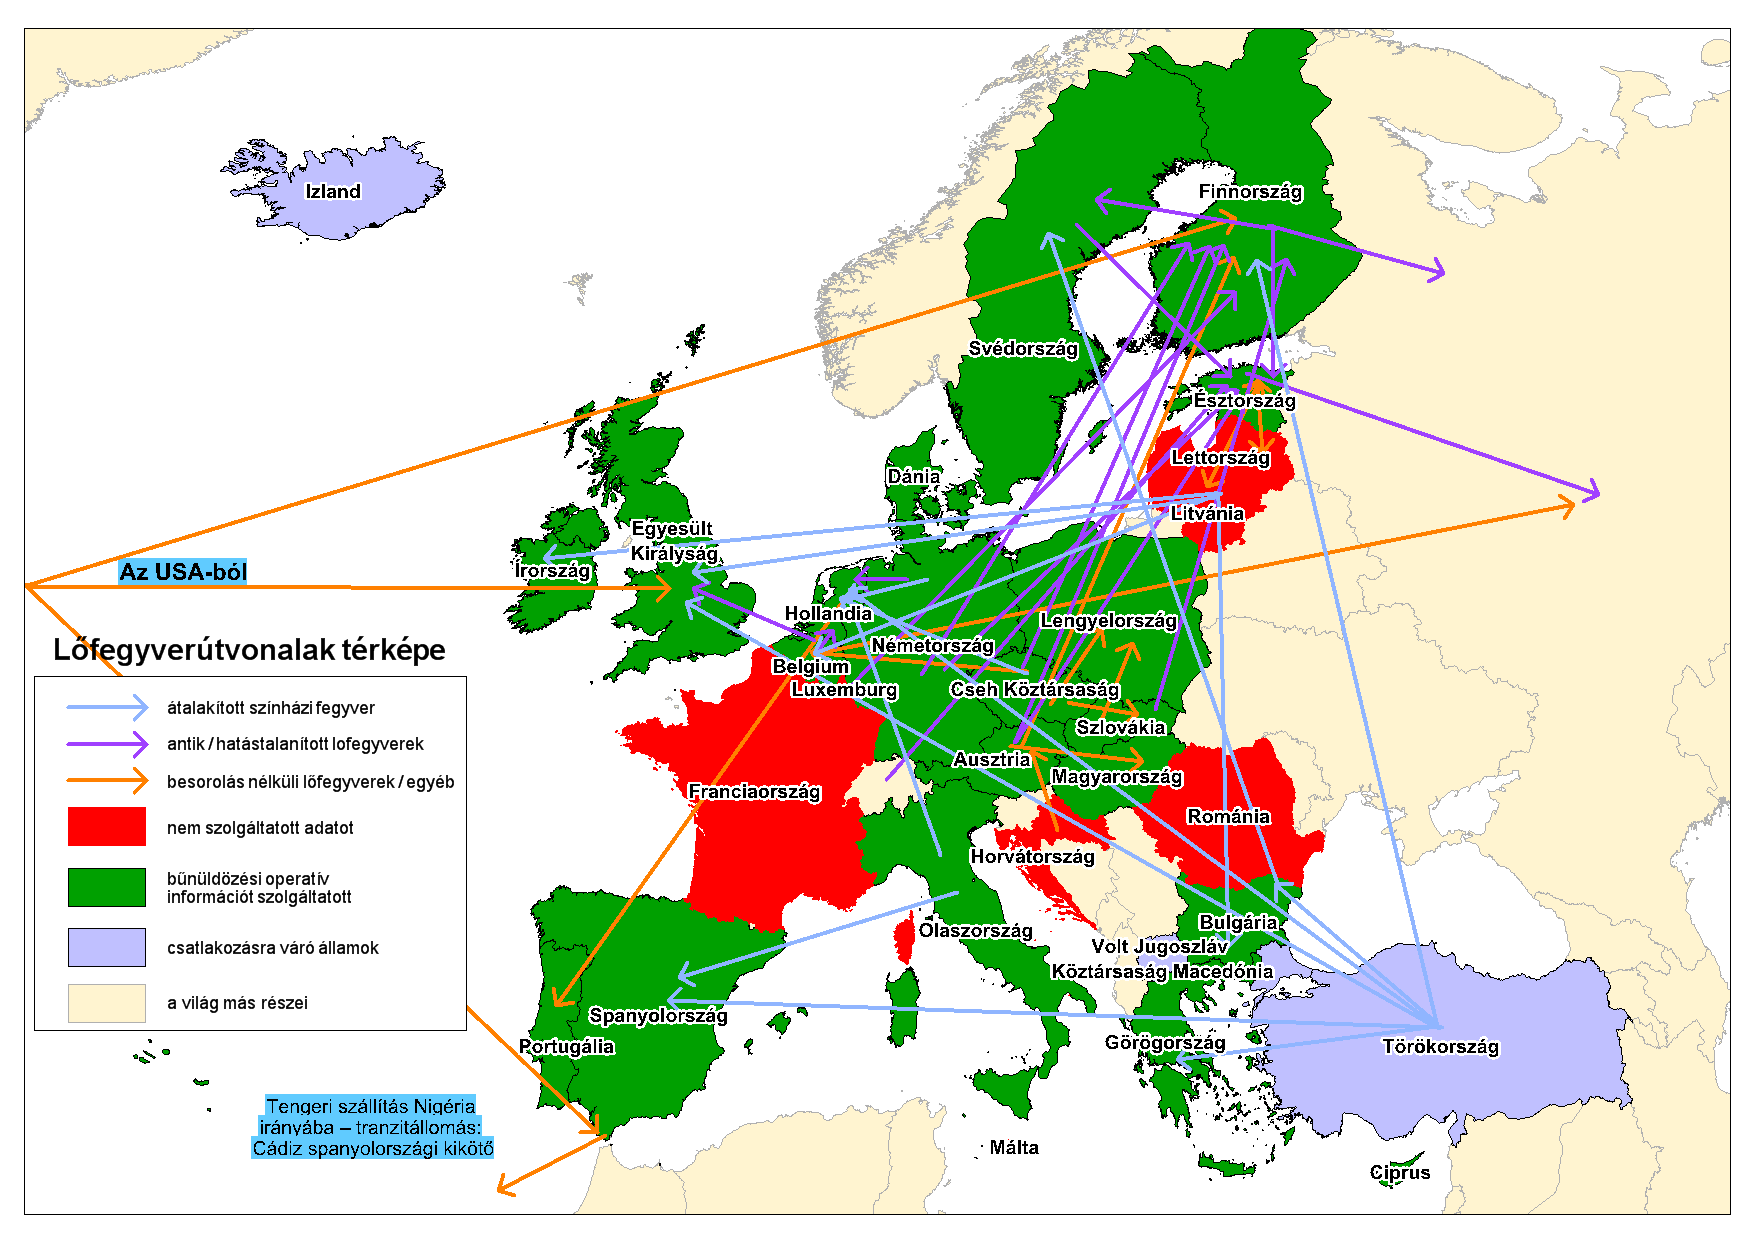 Izland
Finnország
Svédország
Észtország
Lettország
Dánia
Litvánia
Egyesült
Királyság
Írország
Az USA-ból
Hollandia
Lengyelország
Németország
Belgium
Luxemburg
Cseh Köztársaság
Szlovákia
Ausztria
Magyarország
Franciaország
Románia
Horvátország
Olaszország
Bulgária
Volt Jugoszláv
Köztársaság Macedónia
Spanyolország
Portugália
Görögország
Törökország
Málta
Ciprus
Lőfegyverútvonalak térképe
átalakított színházi fegyver
antik / hatástalanított lofegyverek
besorolás nélküli lőfegyverek / egyéb
nem szolgáltatott adatot
bűnüldözési operatív
információt szolgáltatott
csatlakozásra váró államok
a világ más részei
Tengeri szállítás Nigéria
irányába – tranzitállomás:
Cádiz spanyolországi kikötő